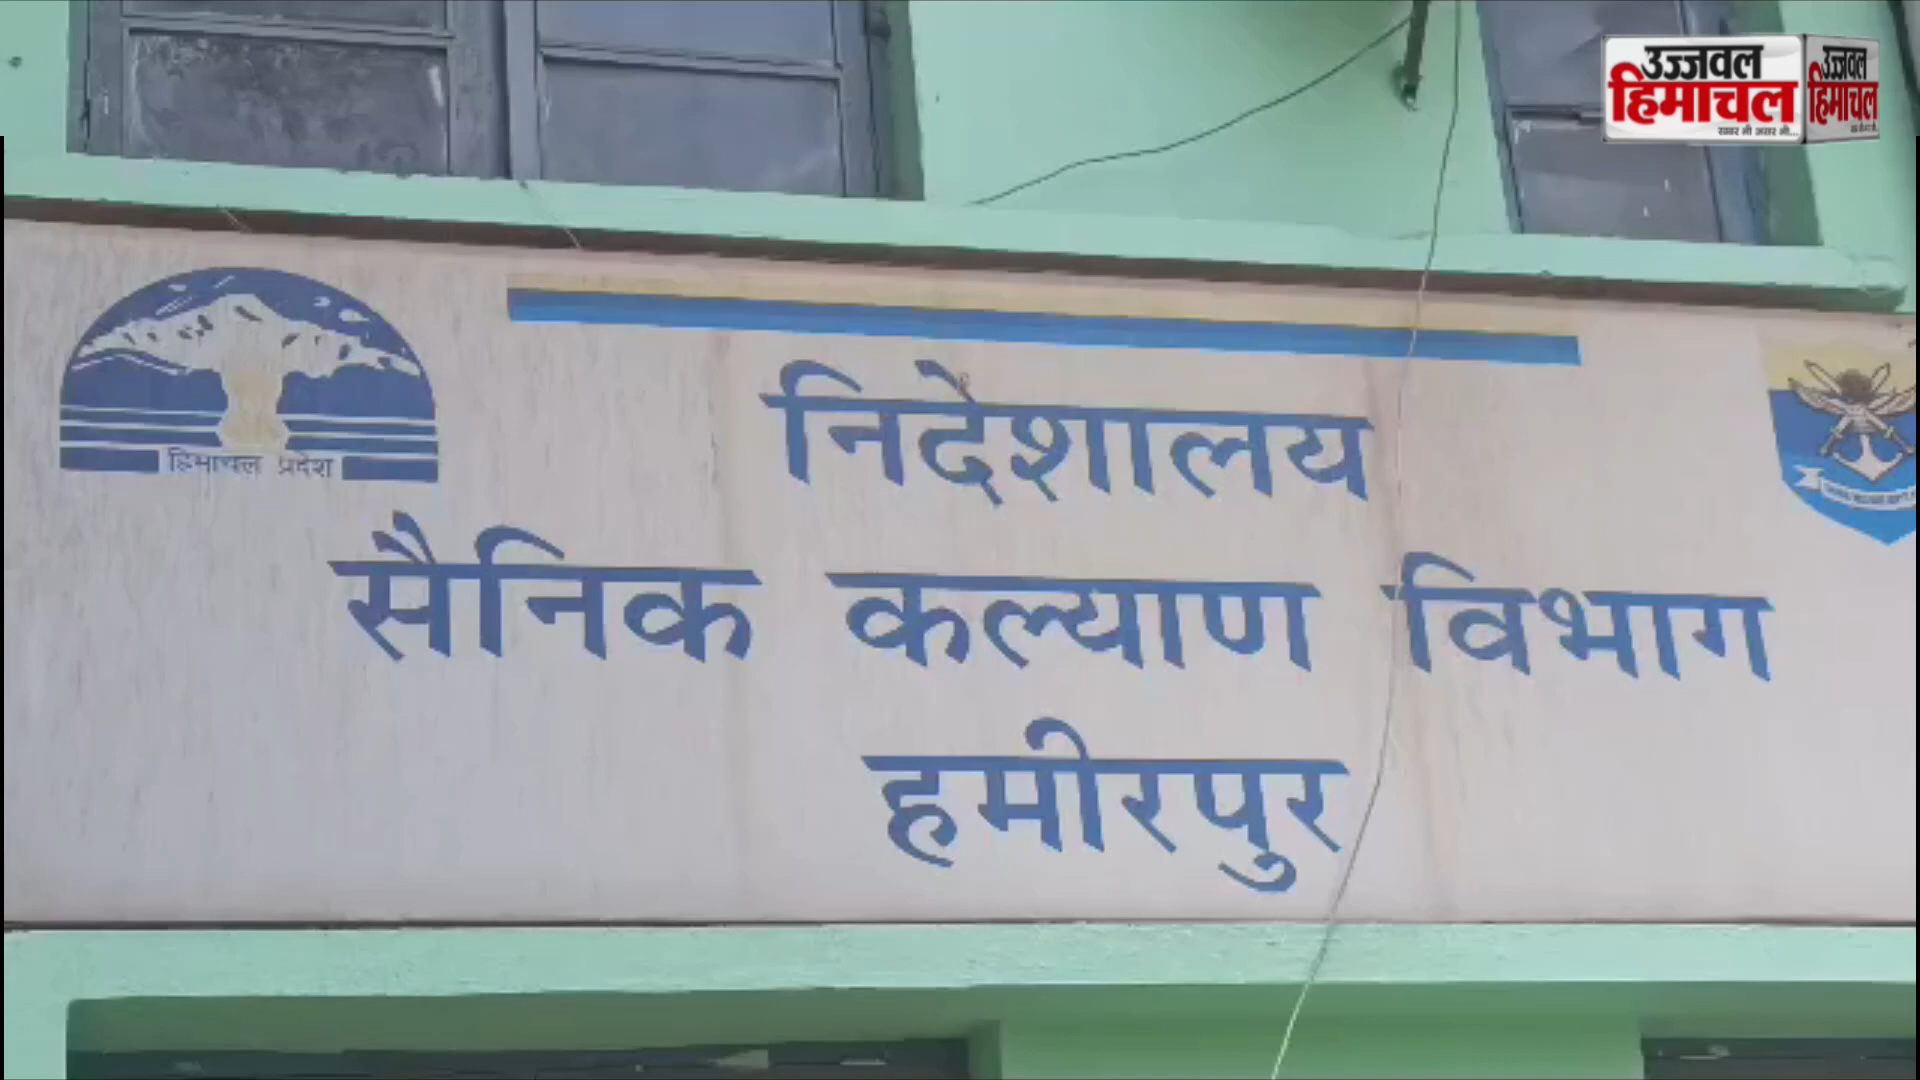 उज्जवल
हिमाचल
उज्जवल
हिमाचल
हिमाचल प्रदेश
निदेशालय
सैनिक कल्याण विभाग
हमीरपुर